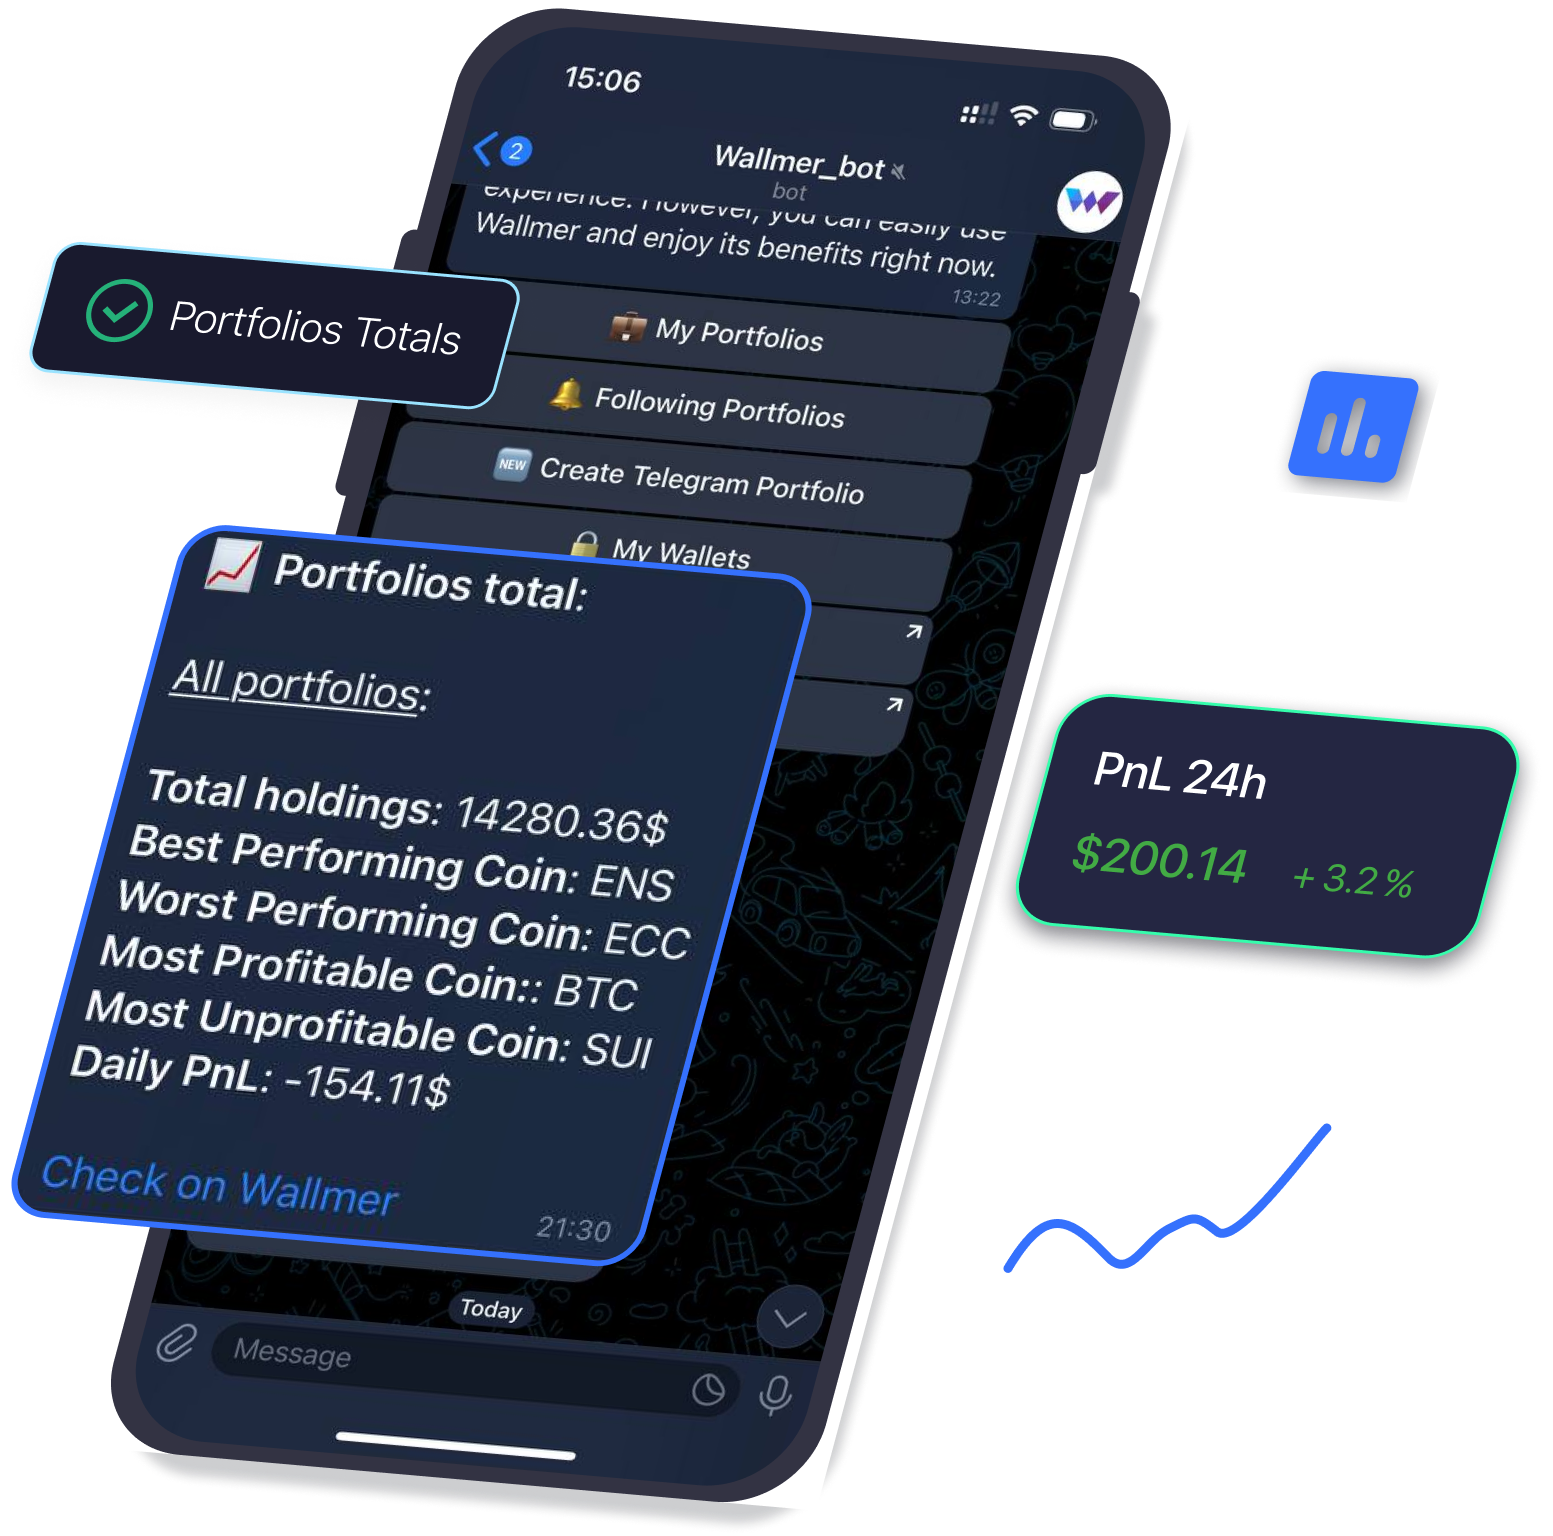 15:06
2
Wallmer_bot
bot
experience. However, you can easily use
Wallmer and enjoy its benefits right now.
13:22
Portfolios Totals
My Portfolios
Following Portfolios
NEW Create Telegram Portfolio
My Wallets
Portfolios total:
All portfolios:
Total holdings: 14280.36$
Best Performing Coin: ENS
Worst Performing Coin: ECC
Most Profitable Coin:: BTC
Most Unprofitable Coin: SUI
Daily PnL: -154.11$
Check on Wallmer
21:30
PnL 24h
$200.14 +3.2%
Today
Message